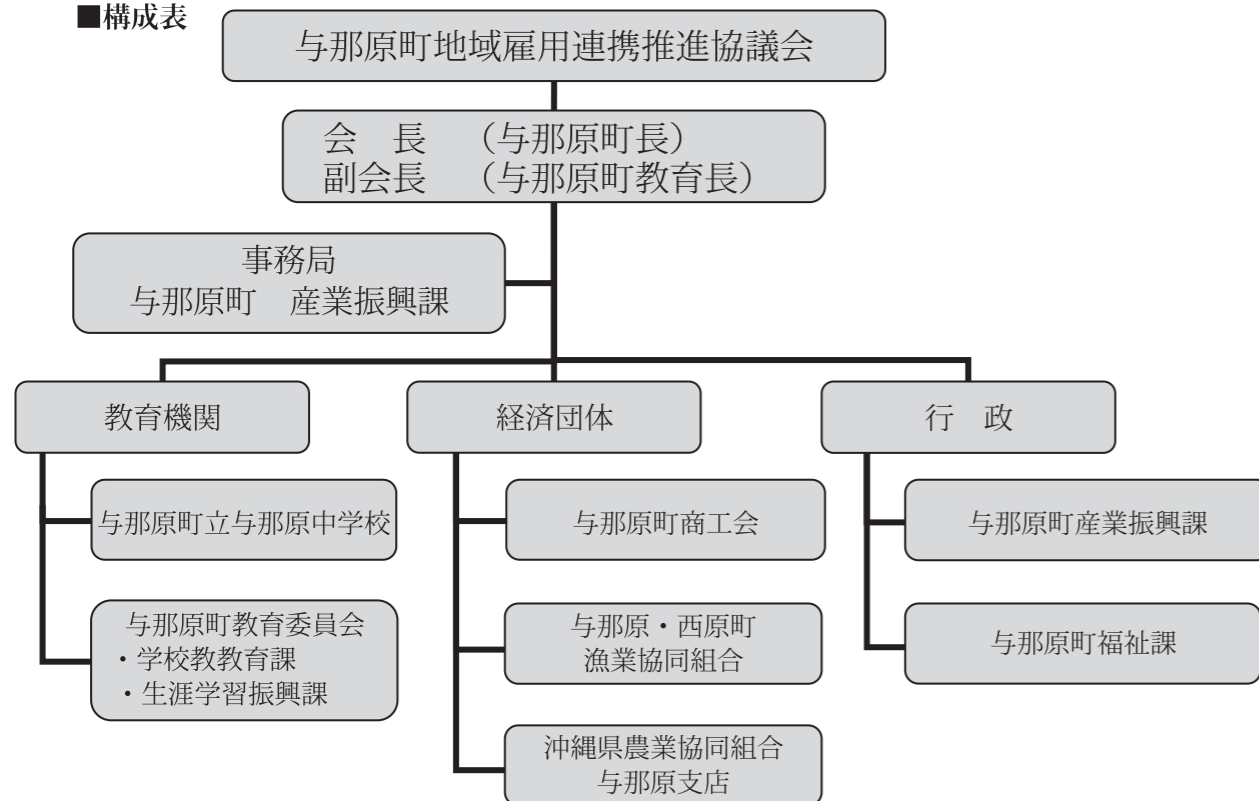 ■構成表
与那原町地域雇用連携推進協議会
会　長　（与那原町長）
副会長　（与那原町教育長）
事務局
与那原町　産業振興課
教育機関
経済団体
行　政
与那原町立与那原中学校
与那原町教育委員会
・学校教教育課
・生涯学習振興課
与那原町商工会
与那原・西原町
漁業協同組合
沖縄県農業協同組合
与那原支店
与那原町産業振興課
与那原町福祉課